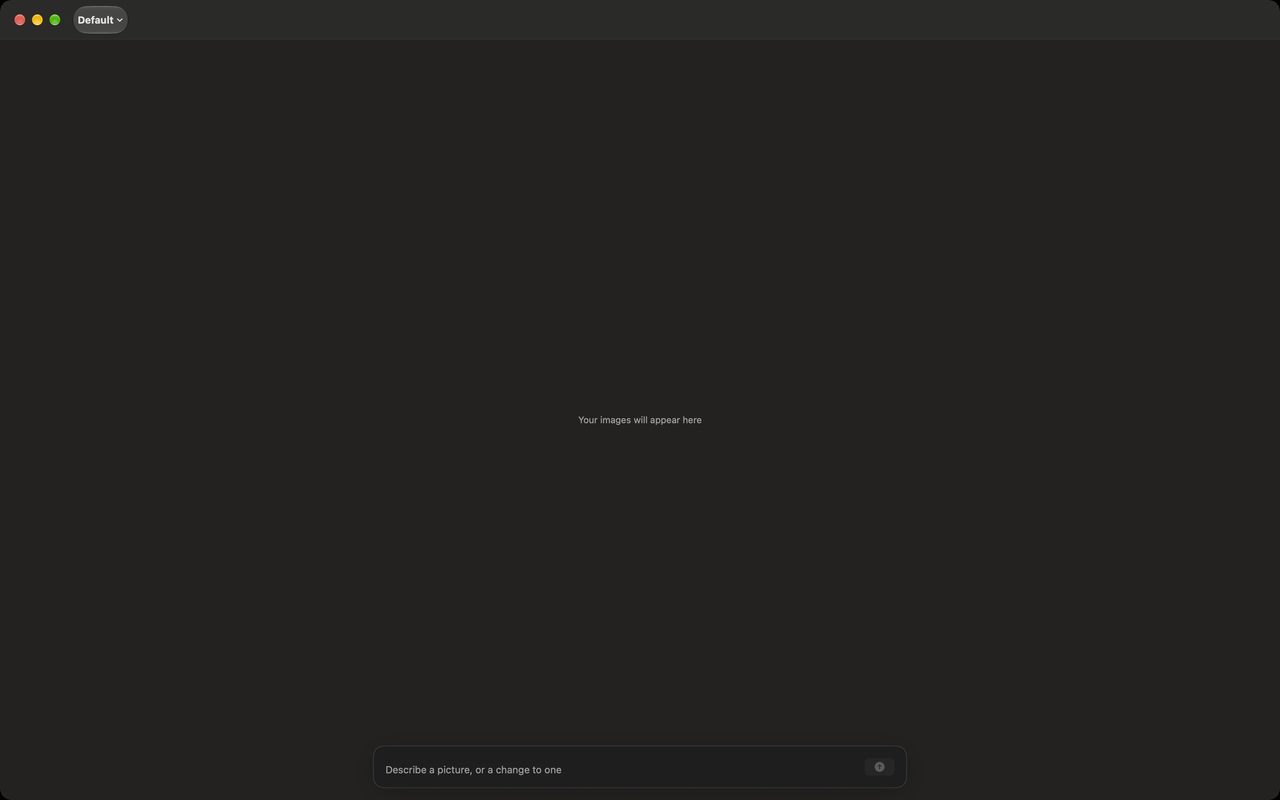 Default
Your images will appear here
Describe a picture, or a change to one